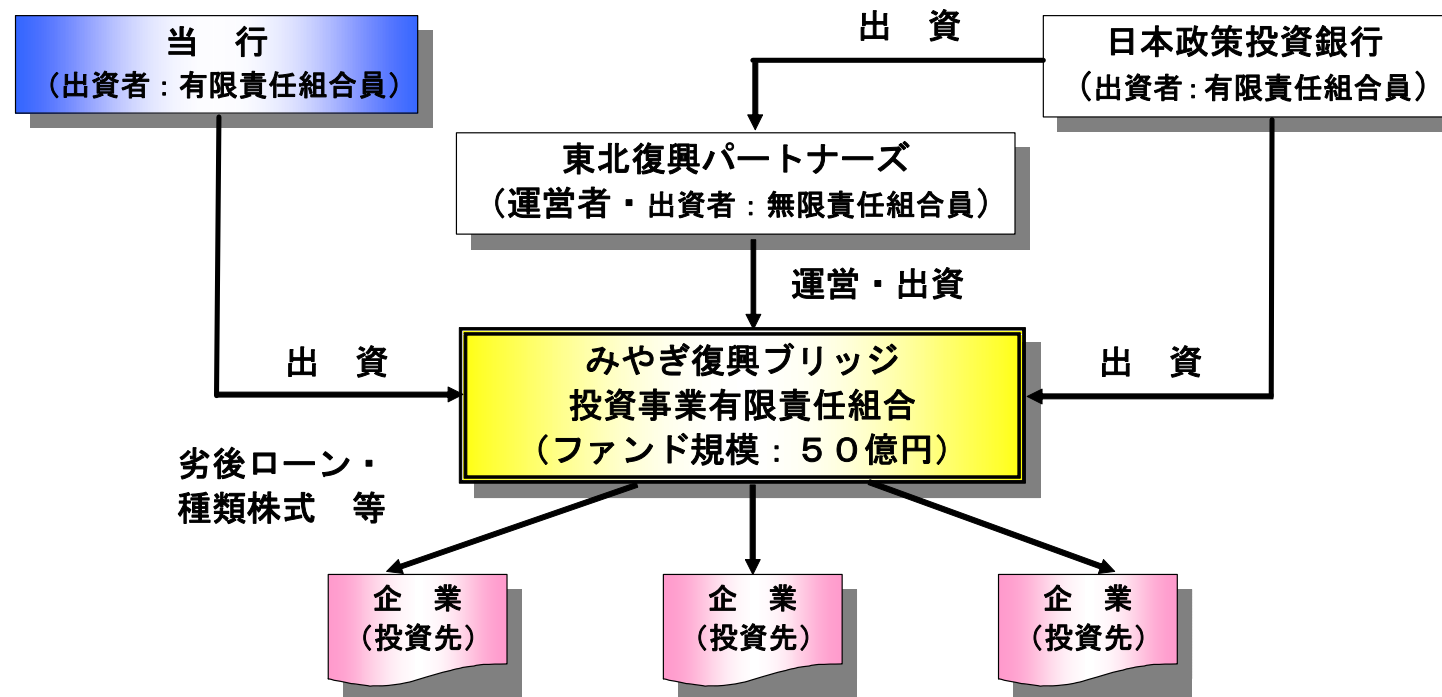 当　行
（出資者：有限責任組合員）
出　資
日本政策投資銀行
（出資者：有限責任組合員）
東北復興パートナーズ
（運営者・出資者：無限責任組合員）
運営・出資
出　資
みやぎ復興ブリッジ
投資事業有限責任組合
（ファンド規模：５０億円）
出　資
劣後ローン・
種類株式　等
企　業
（投資先）
企　業
（投資先）
企　業
（投資先）